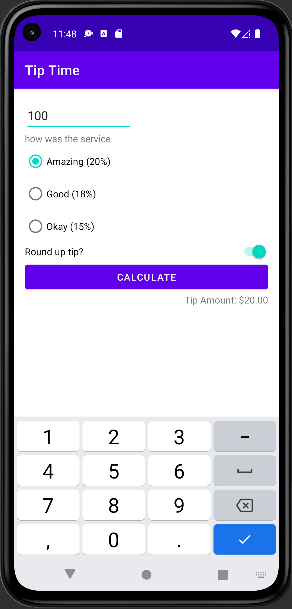 11:48
Tip Time
100
how was the service
Amazing (20%)
Good (18%)
Okay (15%)
Round up tip?
CALCULATE
Tip Amount: $20.00
1 2 3 -
4 5 6
7 8 9
, 0 .